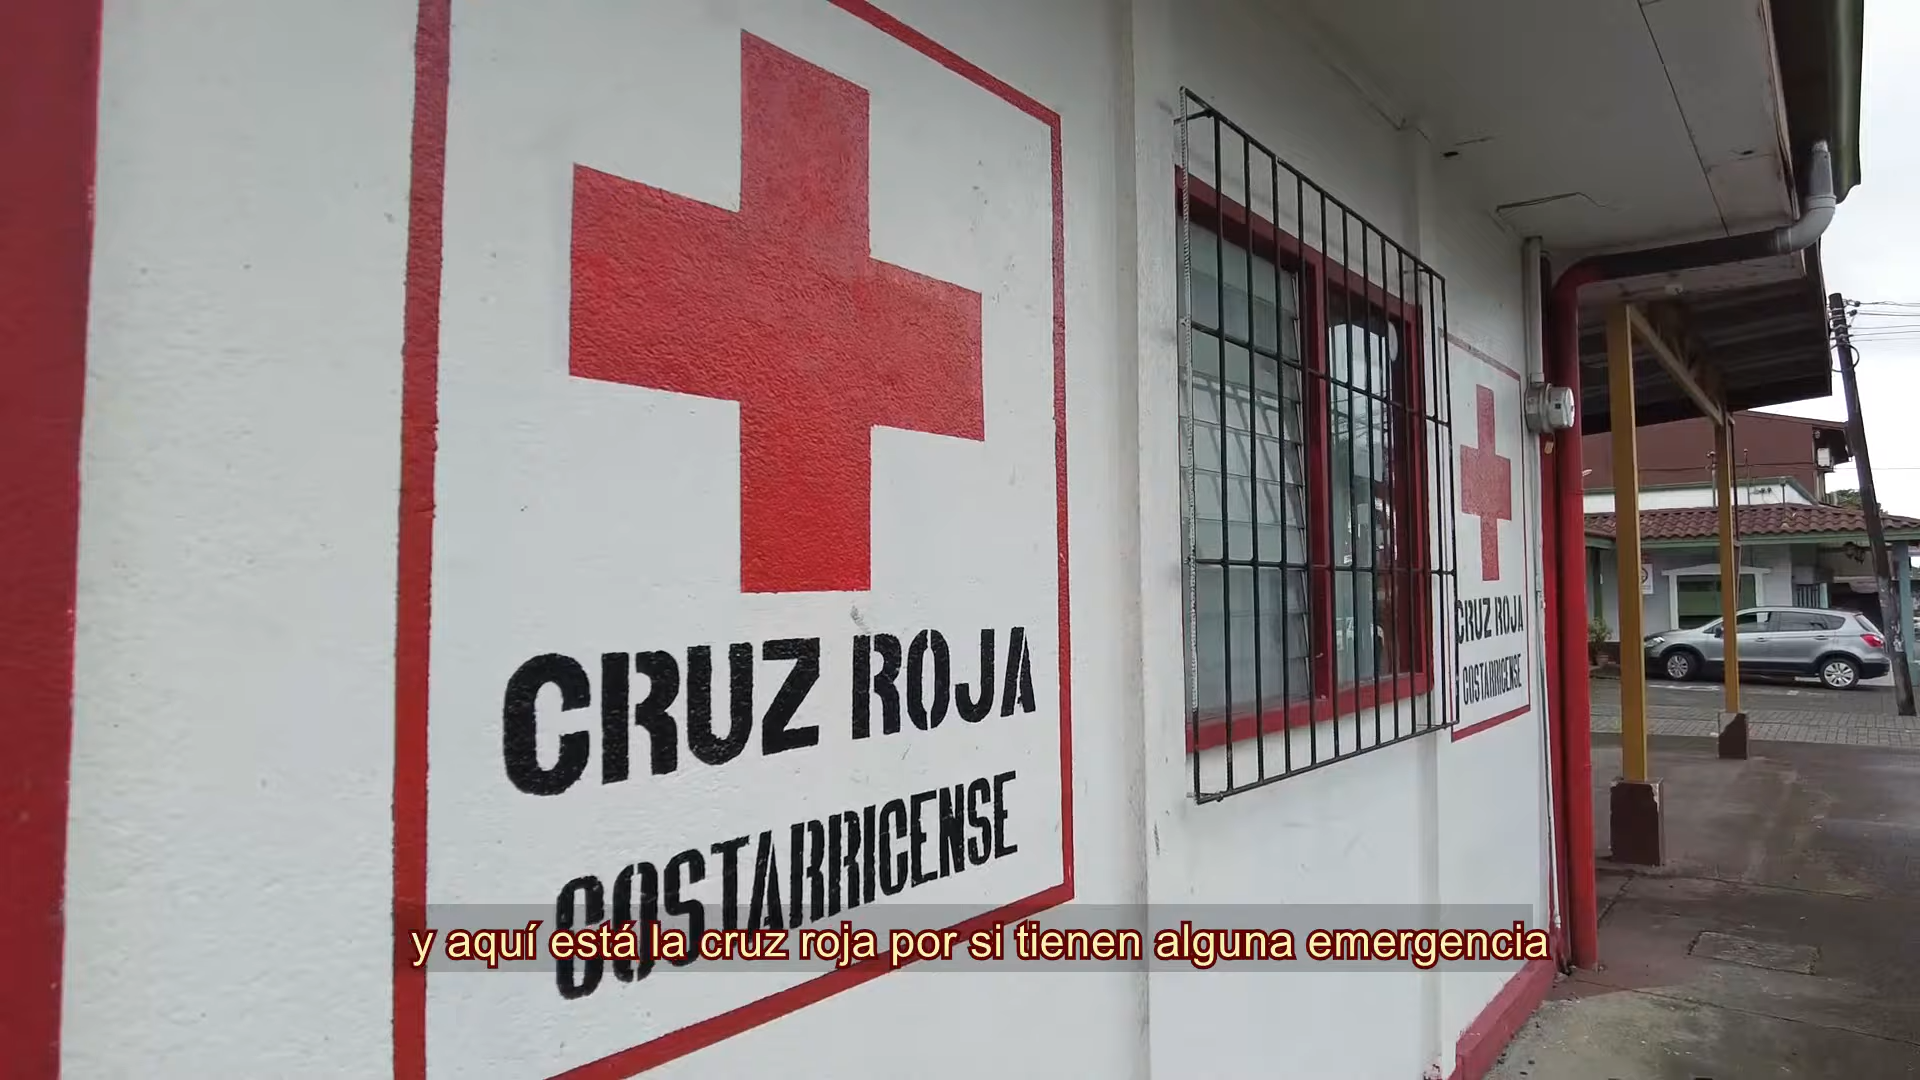 CRUZ ROJA
COSTARRICENSE
CRUZ ROJA
COSTARRICENSE
y aquí está la cruz roja por si tienen alguna emergencia